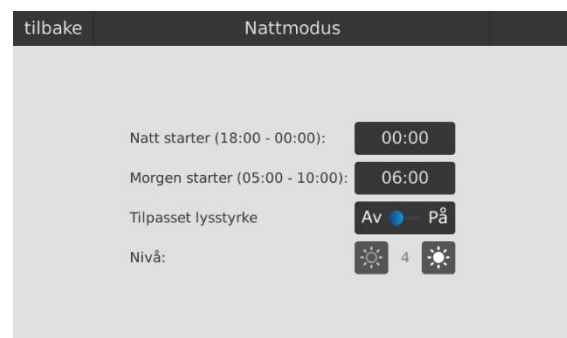 tilbake Nattmodus
Natt starter (18:00 - 00:00): 00:00
Morgen starter (05:00 - 10:00): 06:00
Tilpasset lysstyrke Av På
Nivå: 4